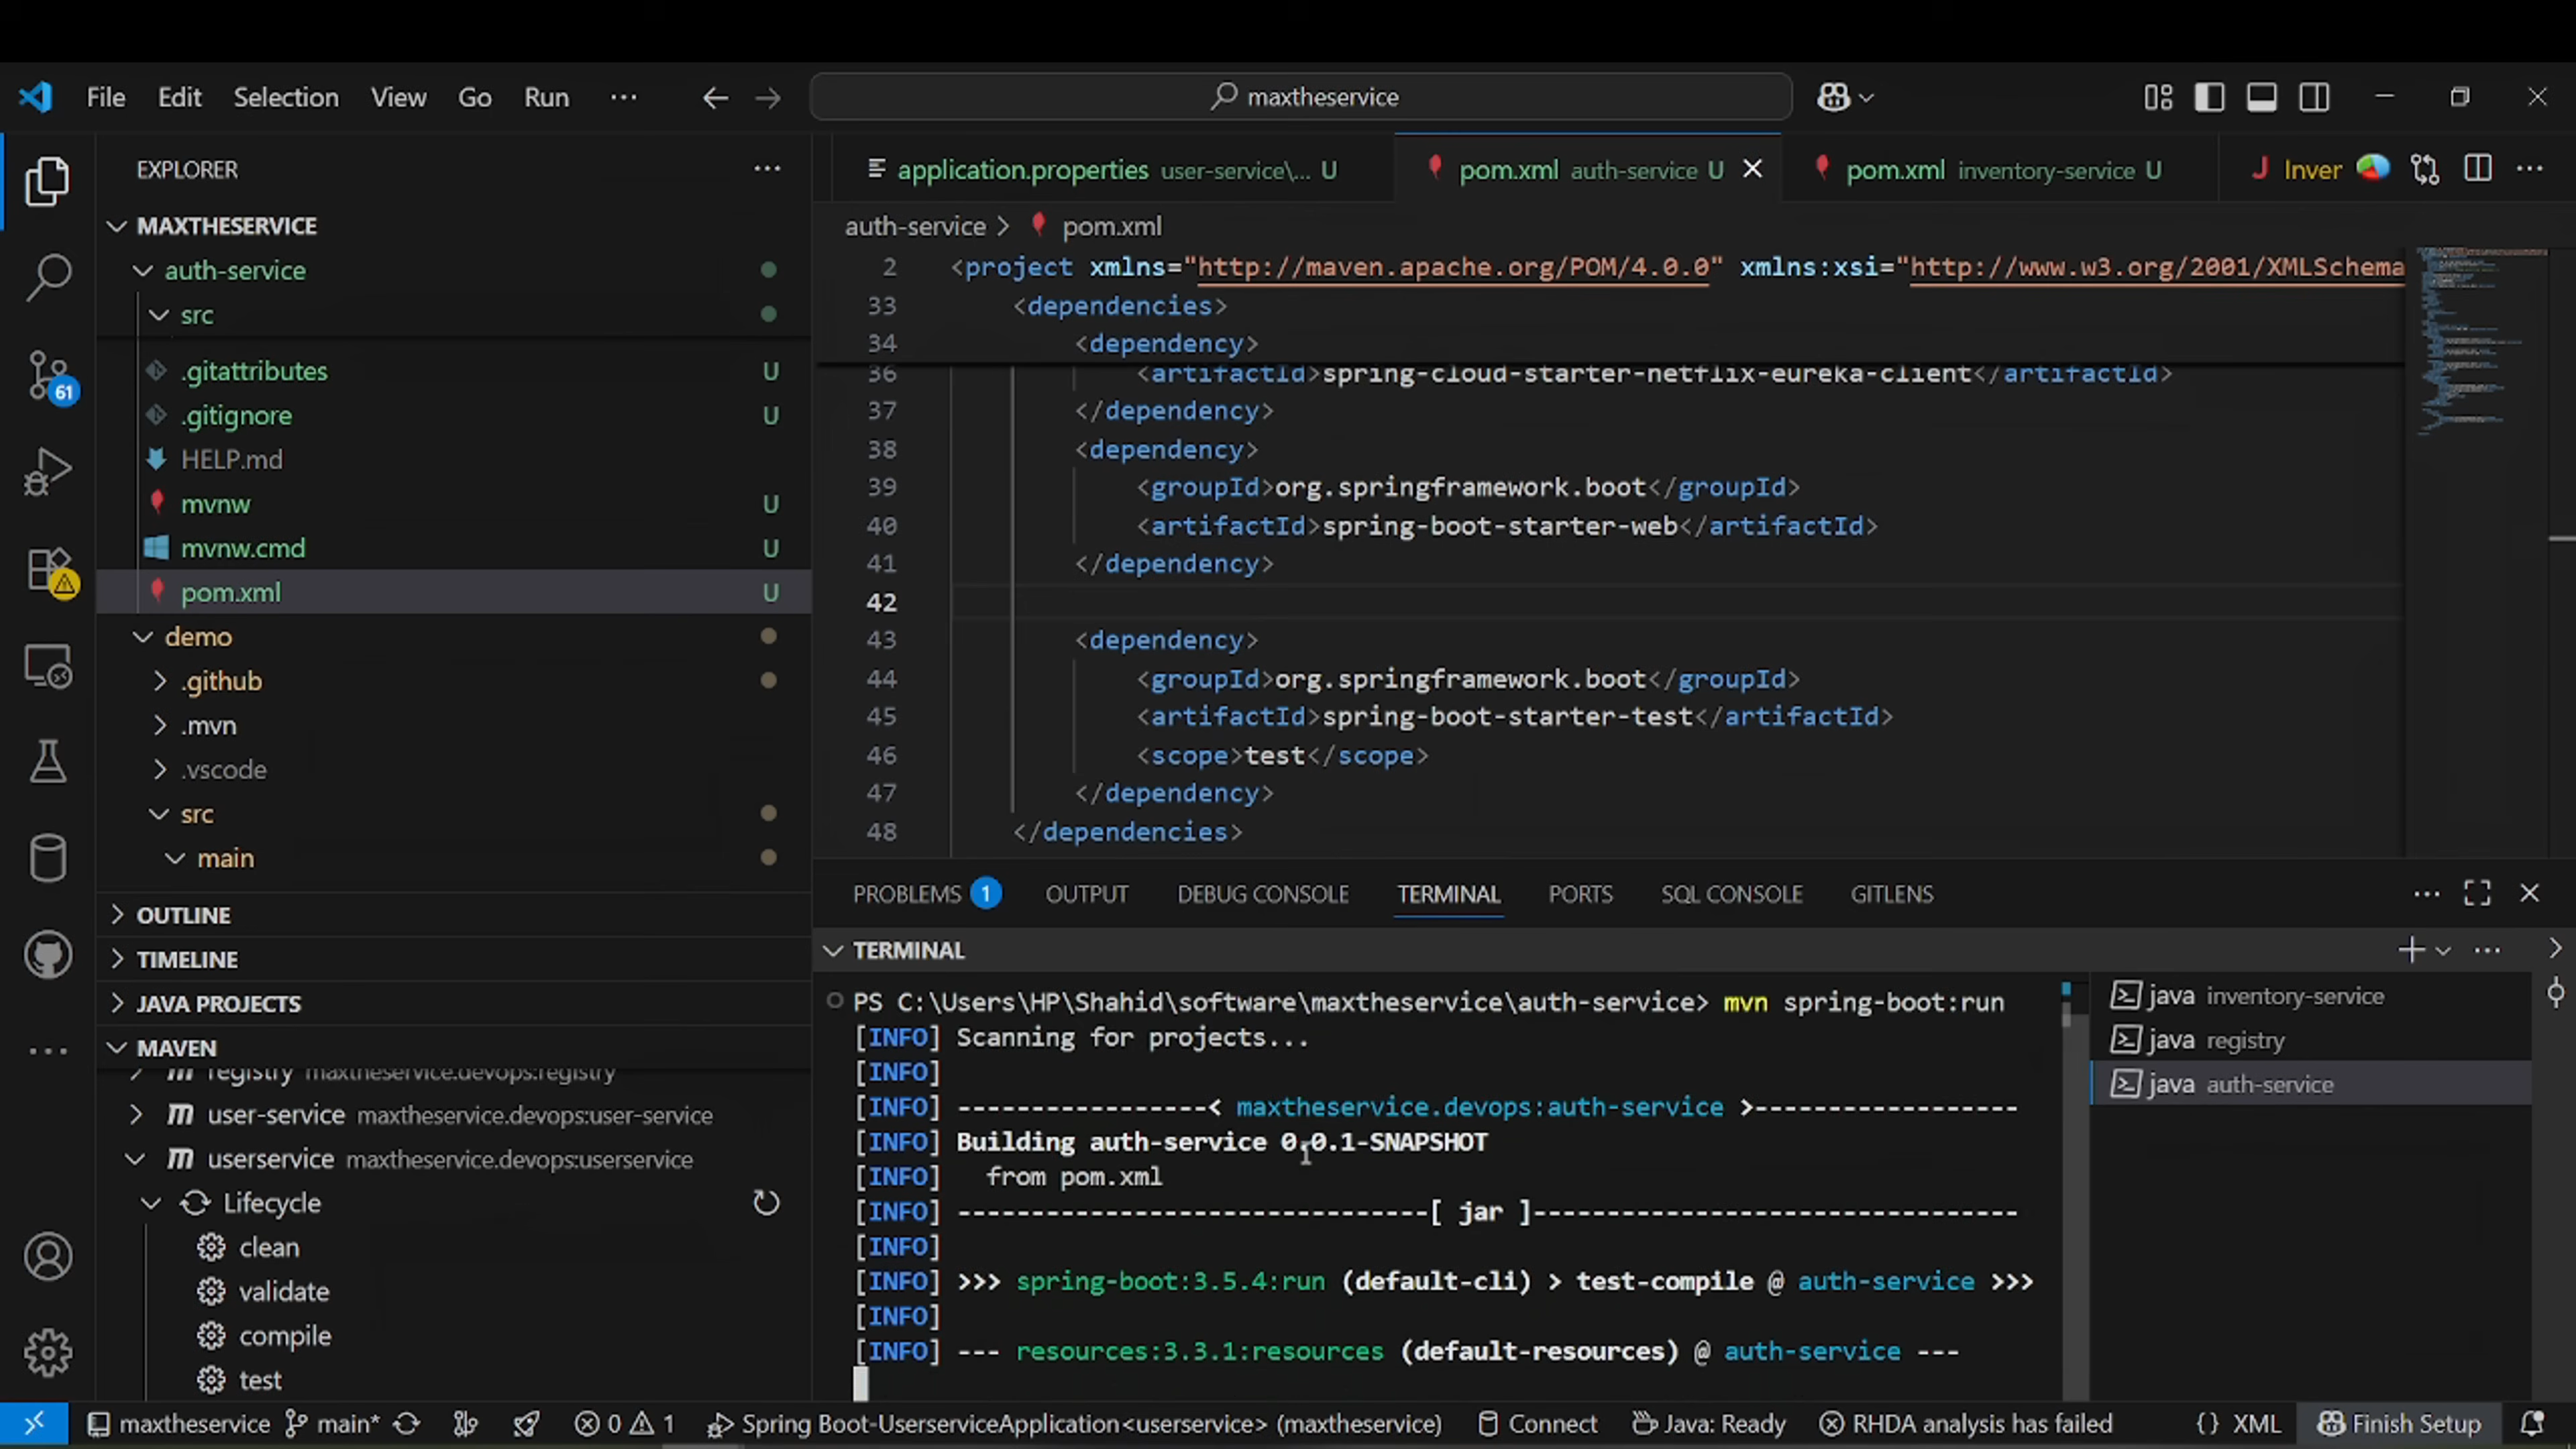 File Edit Selection View Go Run ··· maxtheservice
EXPLORER
MAXTHESERVICE
auth-service
src
.gitattributes U
.gitignore U
HELP.md
mvnw U
mvnw.cmd U
pom.xml U
demo
.github
.mvn
.vscode
src
main
OUTLINE
TIMELINE
JAVA PROJECTS
MAVEN
registry maxtheservice.devops:registry
user-service maxtheservice.devops:user-service
userservice maxtheservice.devops:userservice
Lifecycle
clean
validate
compile
test
61
application.properties user-service\... U
pom.xml auth-service U
pom.xml inventory-service U
J Inver
auth-service > pom.xml
2 <project xmlns="http://maven.apache.org/POM/4.0.0" xmlns:xsi="http://www.w3.org/2001/XMLSchema
33 <dependencies>
34 <dependency>
36 <artifactId>spring-cloud-starter-netflix-eureka-client</artifactId>
37 </dependency>
38 <dependency>
39 <groupId>org.springframework.boot</groupId>
40 <artifactId>spring-boot-starter-web</artifactId>
41 </dependency>
42
43 <dependency>
44 <groupId>org.springframework.boot</groupId>
45 <artifactId>spring-boot-starter-test</artifactId>
46 <scope>test</scope>
47 </dependency>
48 </dependencies>
PROBLEMS 1 OUTPUT DEBUG CONSOLE TERMINAL PORTS SQL CONSOLE GITLENS
TERMINAL
PS C:\Users\HP\Shahid\software\maxtheservice\auth-service> mvn spring-boot:run
[INFO] Scanning for projects...
[INFO]
[INFO] -----------------< maxtheservice.devops:auth-service >------------------
[INFO] Building auth-service 0.0.1-SNAPSHOT
[INFO]   from pom.xml
[INFO] --------------------------------[ jar ]---------------------------------
[INFO]
[INFO] >>> spring-boot:3.5.4:run (default-cli) > test-compile @ auth-service >>>
[INFO]
[INFO] --- resources:3.3.1:resources (default-resources) @ auth-service ---
java inventory-service
java registry
java auth-service
maxtheservice main* 0 1 Spring Boot-UserserviceApplication<userservice> (maxtheservice) Connect Java: Ready RHDA analysis has failed {} XML Finish Setup